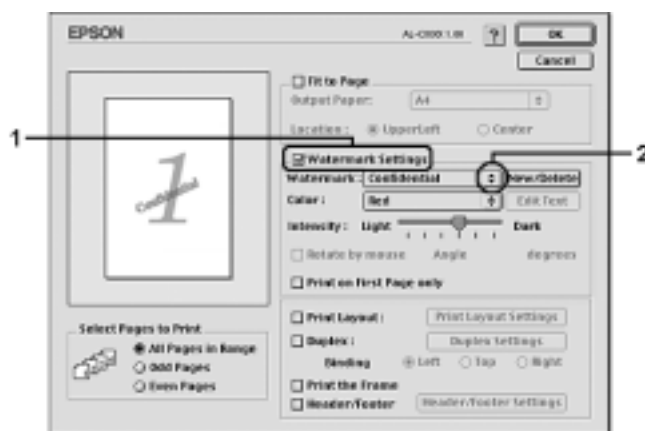 EPSON
? OK
Cancel
Fit to Page
Output Paper: A4
Location: UpperLeft Center
1
2
Watermark Settings
Watermark: Confidential New/Delete
Color: Red Edit Text
Intensity: Light Dark
Rotate by mouse Angle degrees
Print on First Page only
1
Confidential
Print Layout: Print Layout Settings
Duplex: Duplex Settings
Binding Left Top Right
Print the Frame
Header/Footer Header/Footer Settings
Select Pages to Print
All Pages in Range
Odd Pages
Even Pages